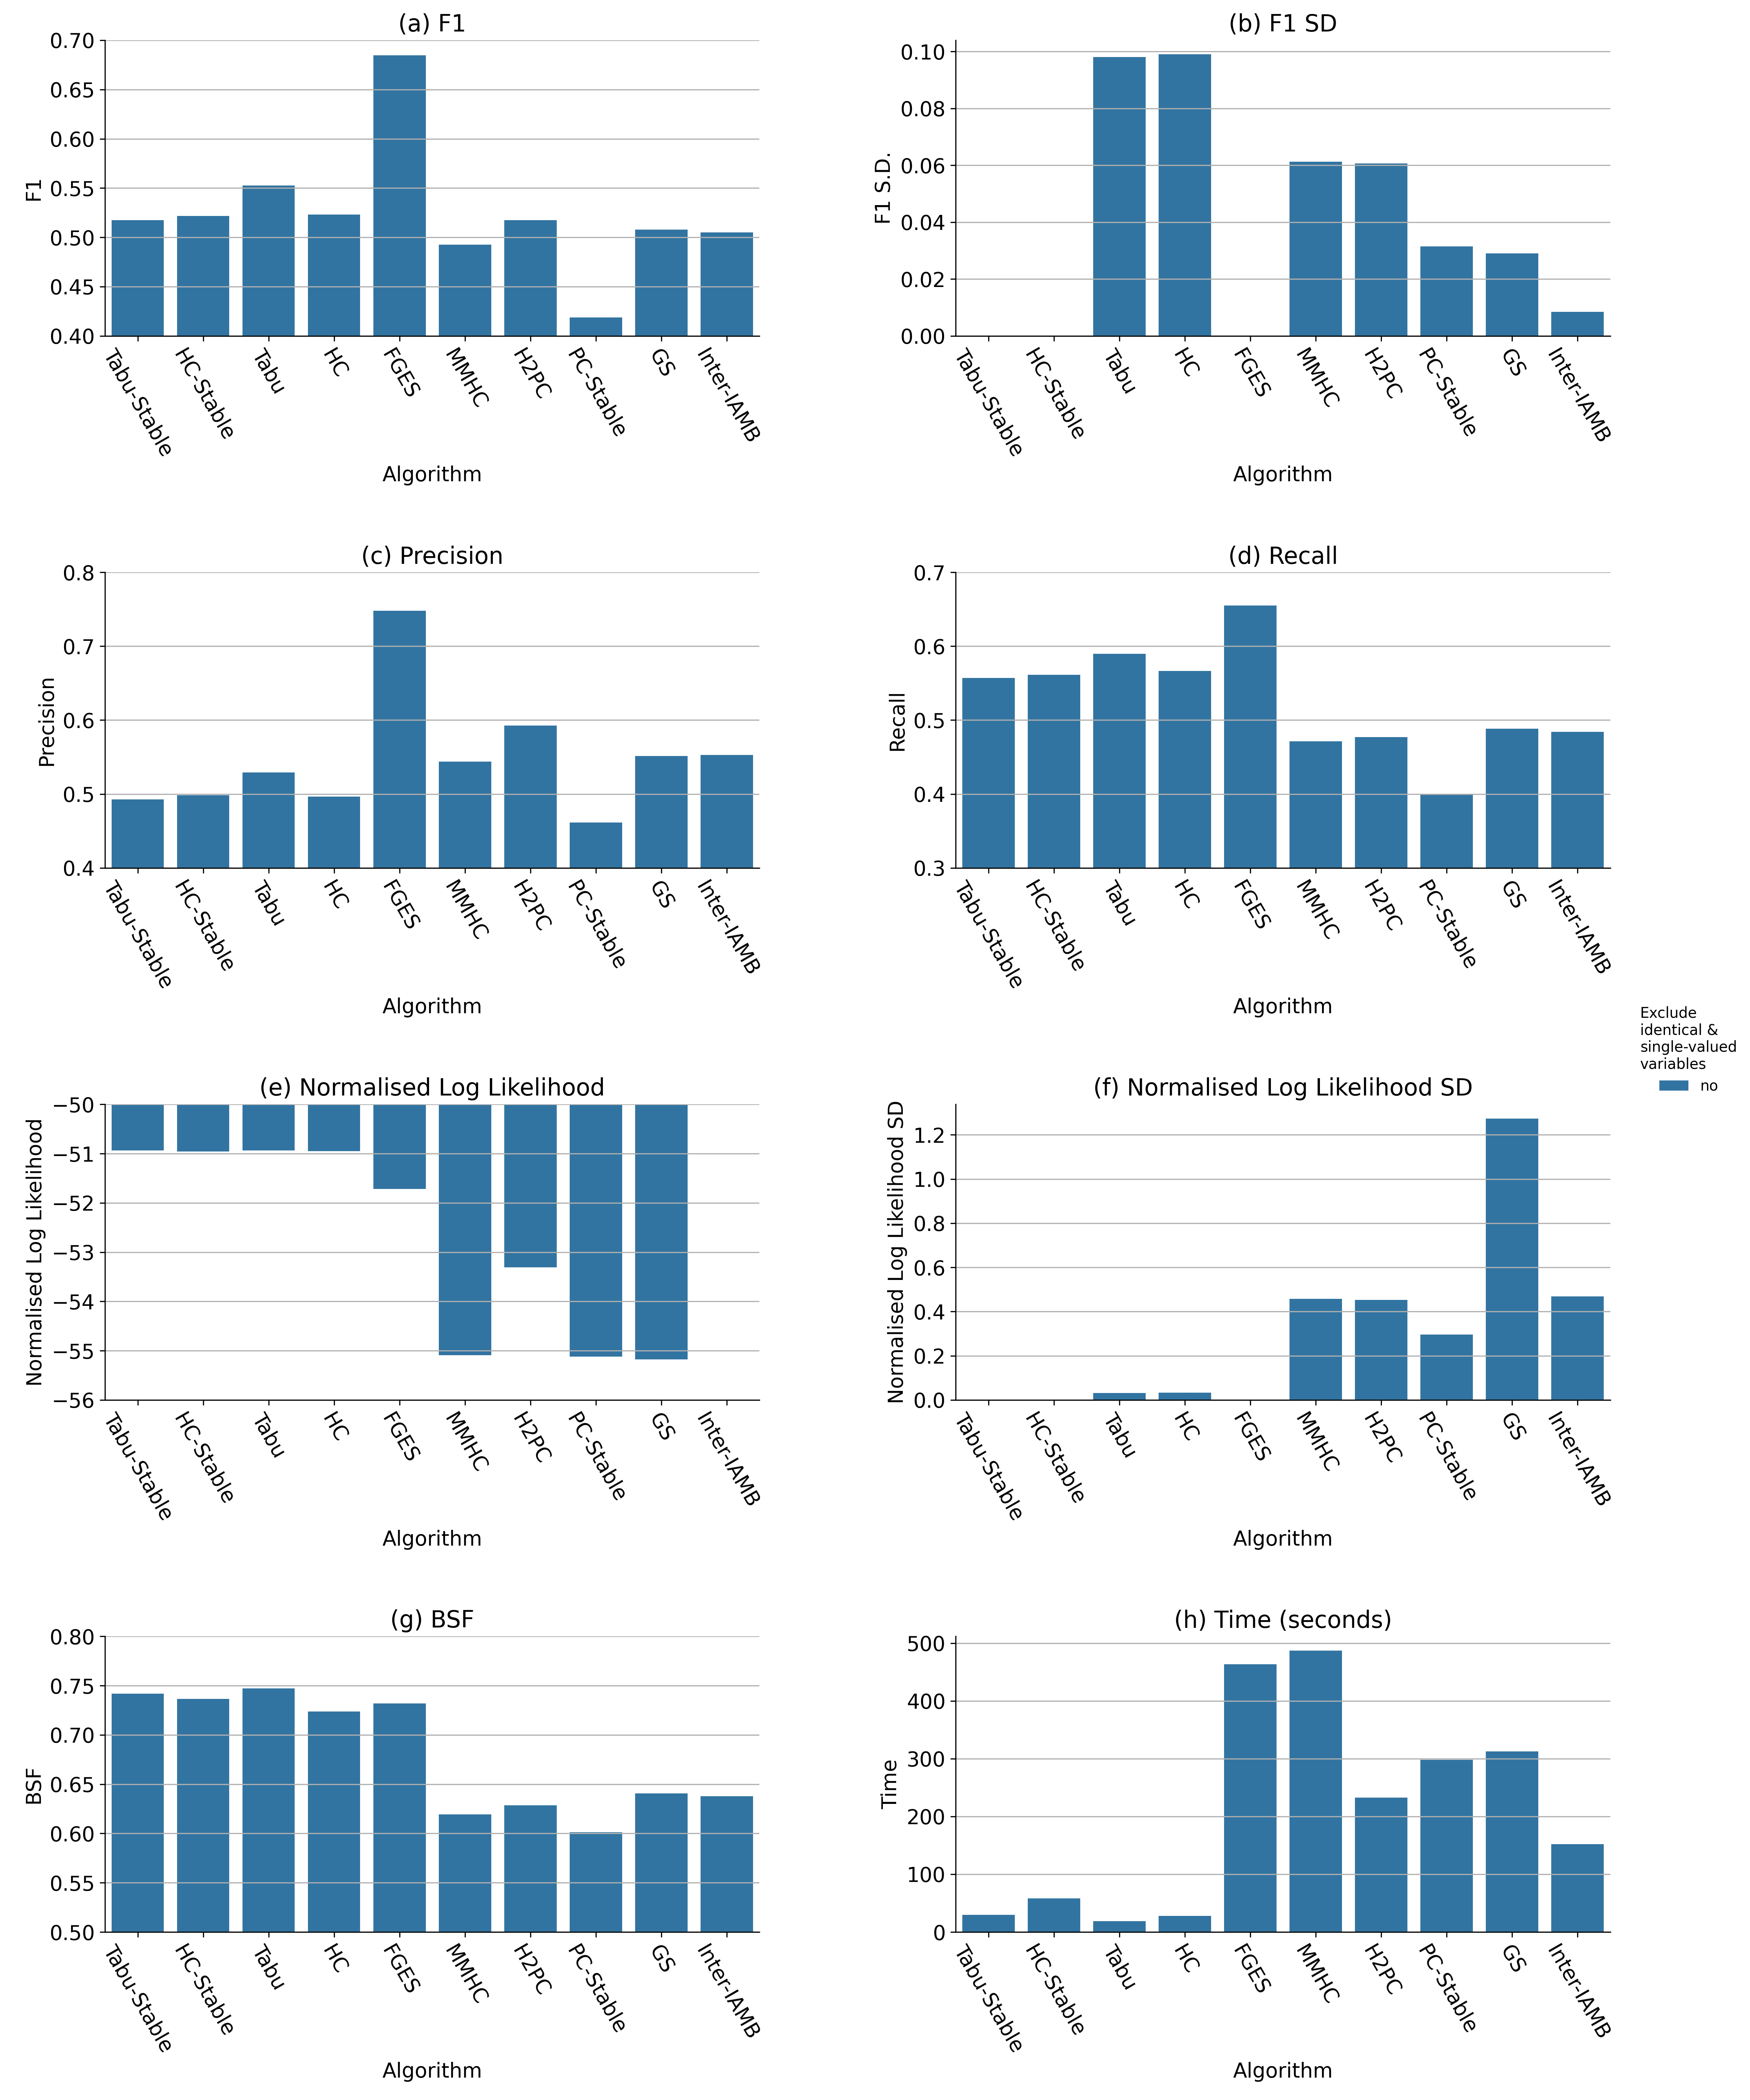 (a) F1
0.70
0.65
0.60
0.55
0.50
0.45
0.40
F1
Tabu-Stable
HC-Stable
Tabu
HC
FGES
MMHC
H2PC
PC-Stable
GS
Inter-IAMB
Algorithm
(b) F1 SD
0.10
0.08
0.06
0.04
0.02
0.00
F1 S.D.
Tabu-Stable
HC-Stable
Tabu
HC
FGES
MMHC
H2PC
PC-Stable
GS
Inter-IAMB
Algorithm
(c) Precision
0.8
0.7
0.6
0.5
0.4
Precision
Tabu-Stable
HC-Stable
Tabu
HC
FGES
MMHC
H2PC
PC-Stable
GS
Inter-IAMB
Algorithm
(d) Recall
0.7
0.6
0.5
0.4
0.3
Recall
Tabu-Stable
HC-Stable
Tabu
HC
FGES
MMHC
H2PC
PC-Stable
GS
Inter-IAMB
Algorithm
Exclude
identical &
single-valued
variables
no
(e) Normalised Log Likelihood
−50
−51
−52
−53
−54
−55
−56
Normalised Log Likelihood
Tabu-Stable
HC-Stable
Tabu
HC
FGES
MMHC
H2PC
PC-Stable
GS
Inter-IAMB
Algorithm
(f) Normalised Log Likelihood SD
1.2
1.0
0.8
0.6
0.4
0.2
0.0
Normalised Log Likelihood SD
Tabu-Stable
HC-Stable
Tabu
HC
FGES
MMHC
H2PC
PC-Stable
GS
Inter-IAMB
Algorithm
(g) BSF
0.80
0.75
0.70
0.65
0.60
0.55
0.50
BSF
Tabu-Stable
HC-Stable
Tabu
HC
FGES
MMHC
H2PC
PC-Stable
GS
Inter-IAMB
Algorithm
(h) Time (seconds)
500
400
300
200
100
0
Time
Tabu-Stable
HC-Stable
Tabu
HC
FGES
MMHC
H2PC
PC-Stable
GS
Inter-IAMB
Algorithm